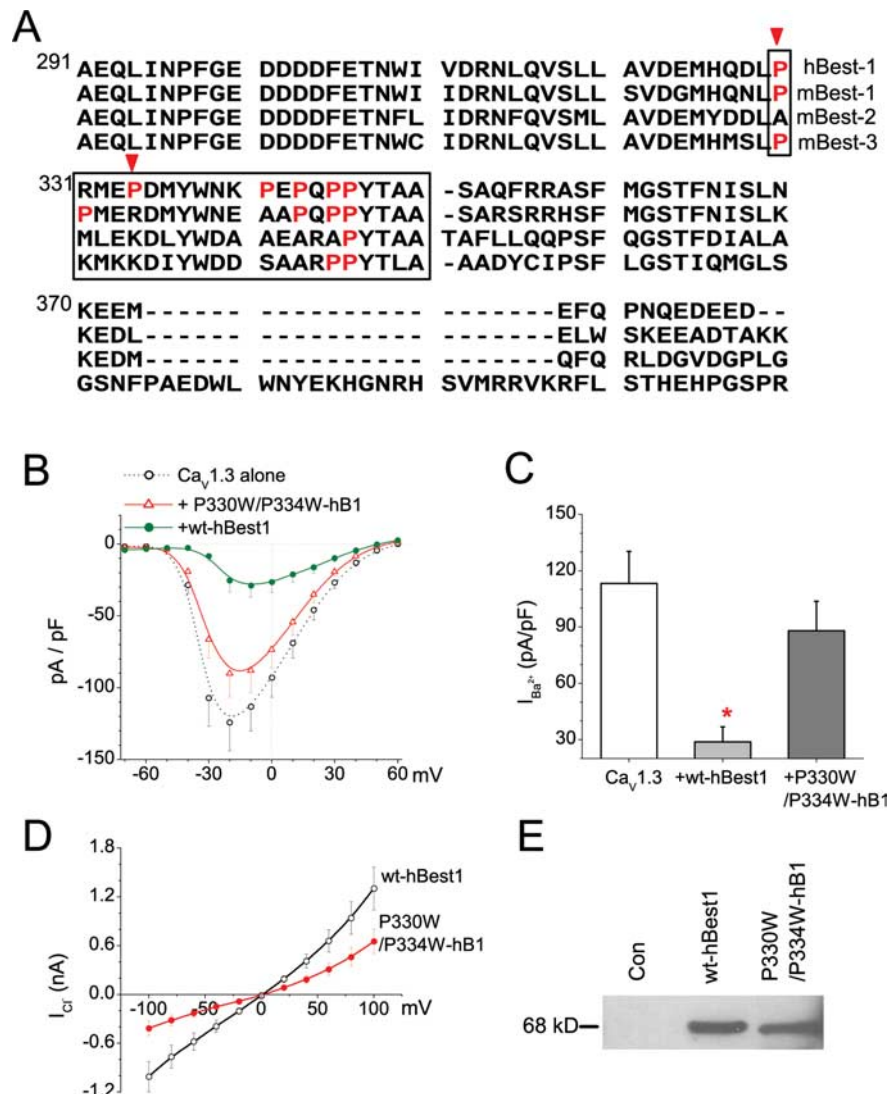 A
291
AEQLINPFGE DDDDFETNWI VDRNLQVSLL AVDEMHQDLP hBest-1
AEQLINPFGE DDDDFETNWI IDRNLQVSLL SVDGMHQNLP mBest-1
AEQLINPFGE DDDDFETNFL IDRNFQVSML AVDEMYDDLA mBest-2
AEQLINPFGE DDDDFETNWC IDRNLQVSLL AVDEMHMSLP mBest-3
331
RMEPDMYWNK PEPQPPYTAA -SAQFRRASF MGSTFNISLN
PMERDMYWNE AAPQPPYTAA -SARSRRHSF MGSTFNISLK
MLEKDLYWDA AEARAPYTAA TAFLLQQPSF QGSTFDIALA
KMKKDIYWDD SAARPPYTLA -AADYCIPSF LGSTIQMGLS
370
KEEM------ ---------- -------EFQ PNQEDEED--
KEDL------ ---------- -------ELW SKEEADTAKK
KEDM------ ---------- -------QFQ RLDGVDGPLG
GSNFPAEDWL WNYEKHGNRH SVMRRVKRFL STHEHPGSPR
B
CaV1.3 alone
+ P330W/P334W-hB1
+wt-hBest1
0
-50
-100
-150
pA / pF
-60 -30 0 30 60
mV
C
150
120
90
60
30
IBa2+ (pA/pF)
*
CaV1.3 +wt-hBest1 +P330W
/P334W-hB1
D
1.8
1.2
0.6
0.0
-0.6
-1.2
ICl- (nA)
wt-hBest1
P330W
/P334W-hB1
-100 -50 0 50 100
mV
E
Con
wt-hBest1
P330W
/P334W-hB1
68 kD